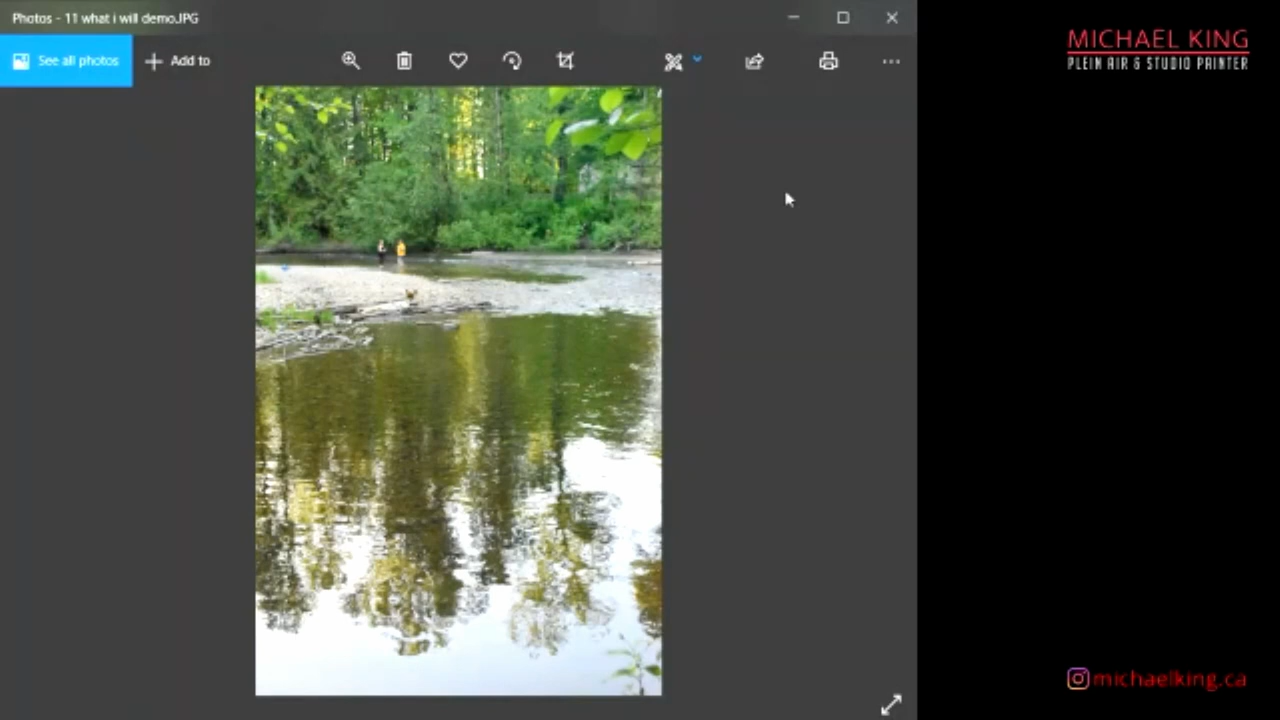 Photos - 11 what i will demo.JPG
See all photos
Add to
MICHAEL KING
PLEIN AIR & STUDIO PAINTER
michaelking.ca